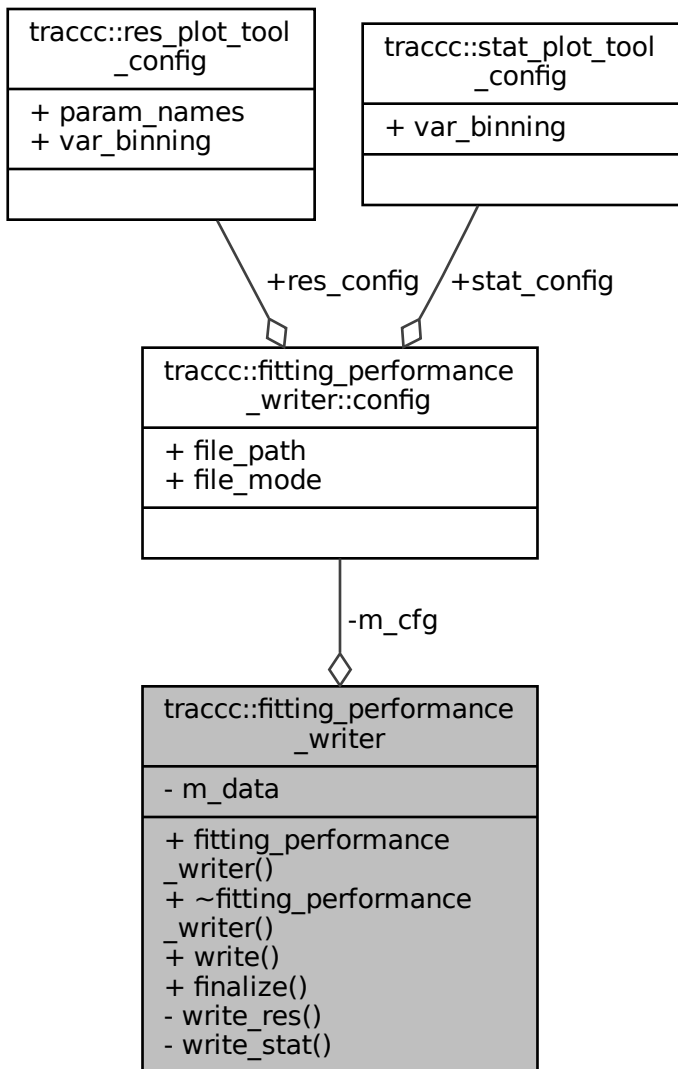 traccc::res_plot_tool
_config
+ param_names
+ var_binning
traccc::stat_plot_tool
_config
+ var_binning
+res_config
+stat_config
traccc::fitting_performance
_writer::config
+ file_path
+ file_mode
-m_cfg
traccc::fitting_performance
_writer
- m_data
+ fitting_performance
_writer()
+ ~fitting_performance
_writer()
+ write()
+ finalize()
- write_res()
- write_stat()